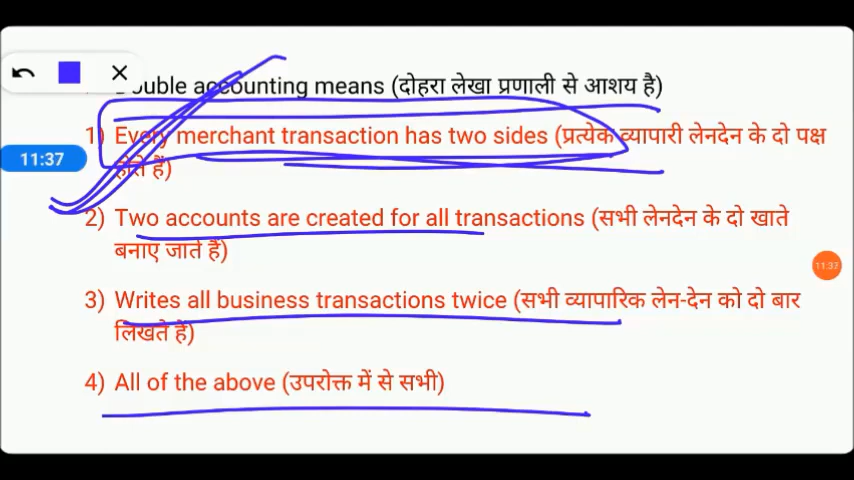 Double accounting means (दोहरा लेखा प्रणाली से आशय है)
1) Every merchant transaction has two sides (प्रत्येक व्यापारी लेनदेन के दो पक्ष
11:37
होते हैं)
2) Two accounts are created for all transactions (सभी लेनदेन के दो खाते
बनाए जाते हैं)
11:37
3) Writes all business transactions twice (सभी व्यापारिक लेन-देन को दो बार
लिखते हैं)
4) All of the above (उपरोक्त में से सभी)